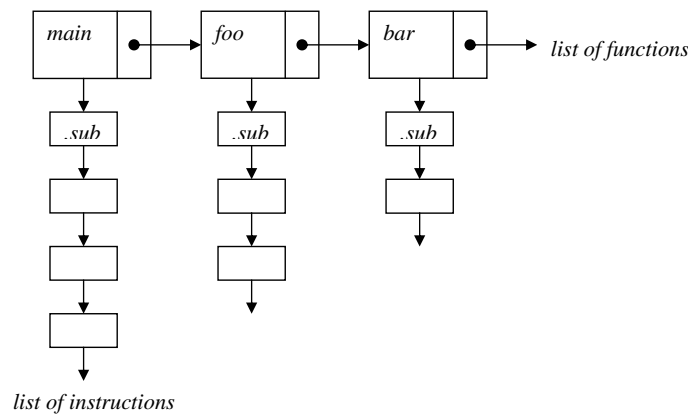 main
foo
bar
list of functions
.sub
.sub
.sub
list of instructions